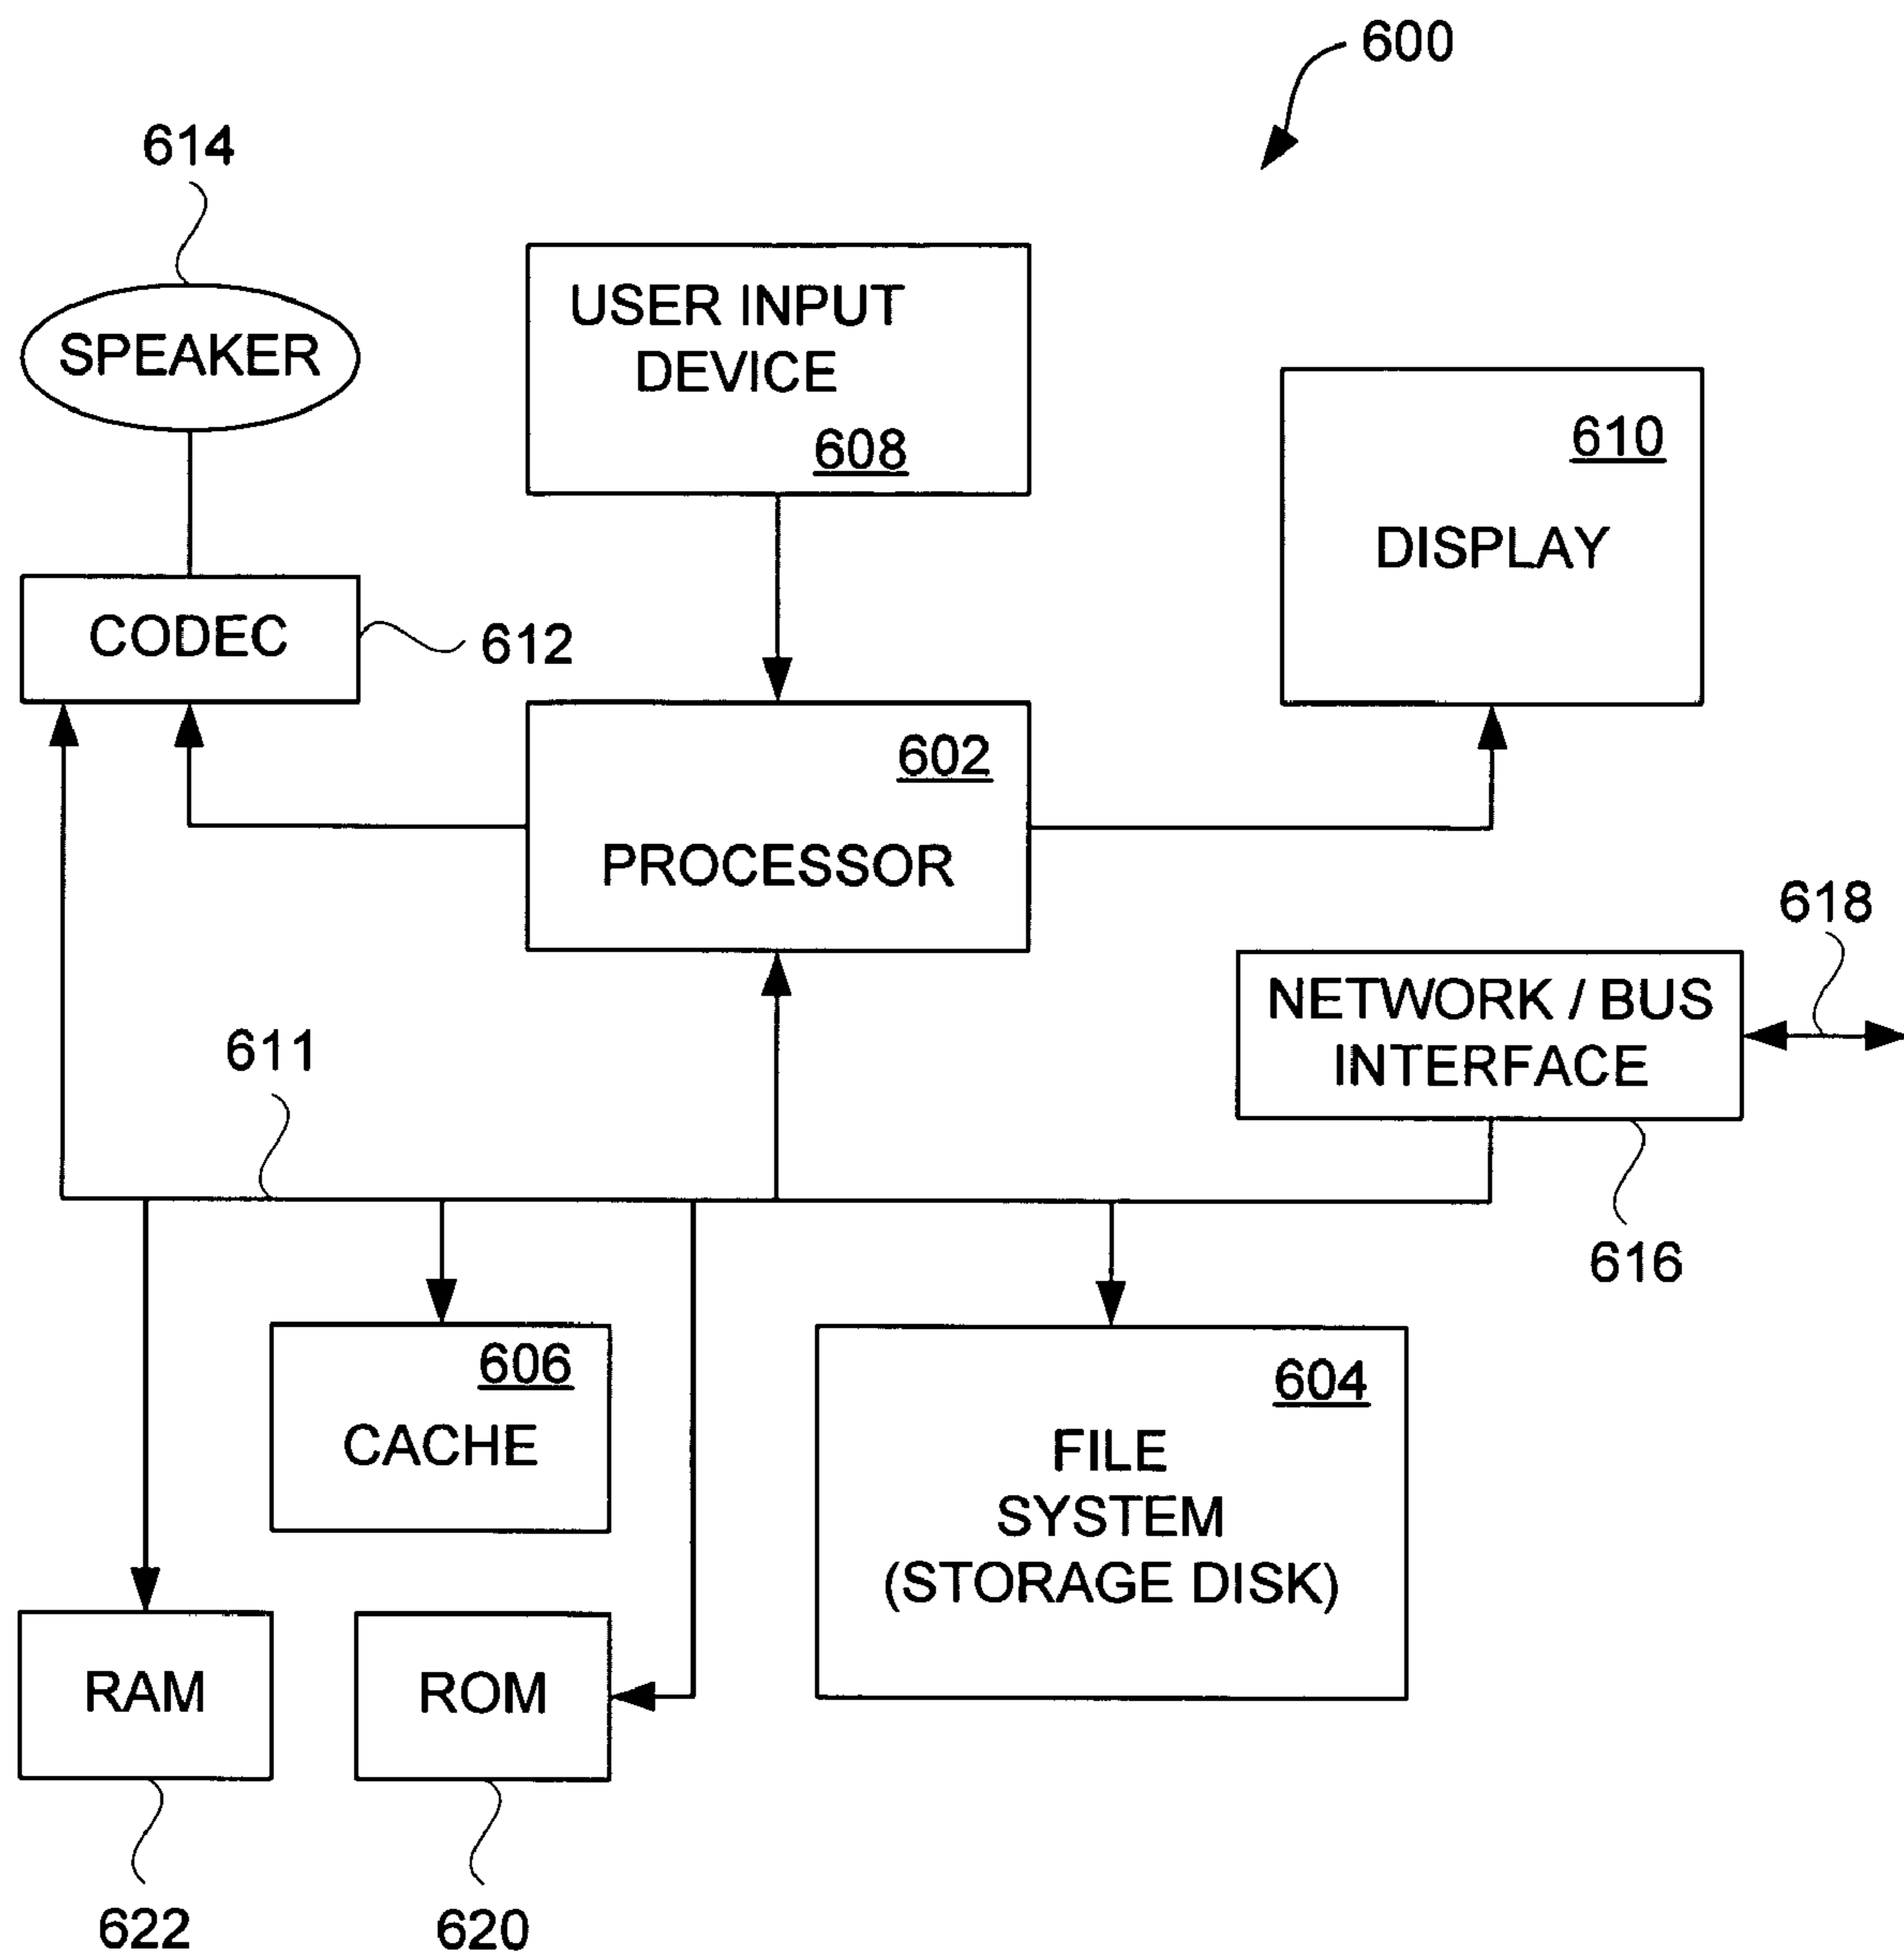 600
614
SPEAKER
USER INPUT
DEVICE
608
610
DISPLAY
CODEC
612
602
PROCESSOR
618
NETWORK / BUS
INTERFACE
611
616
606
CACHE
604
FILE
SYSTEM
(STORAGE DISK)
RAM
ROM
622
620